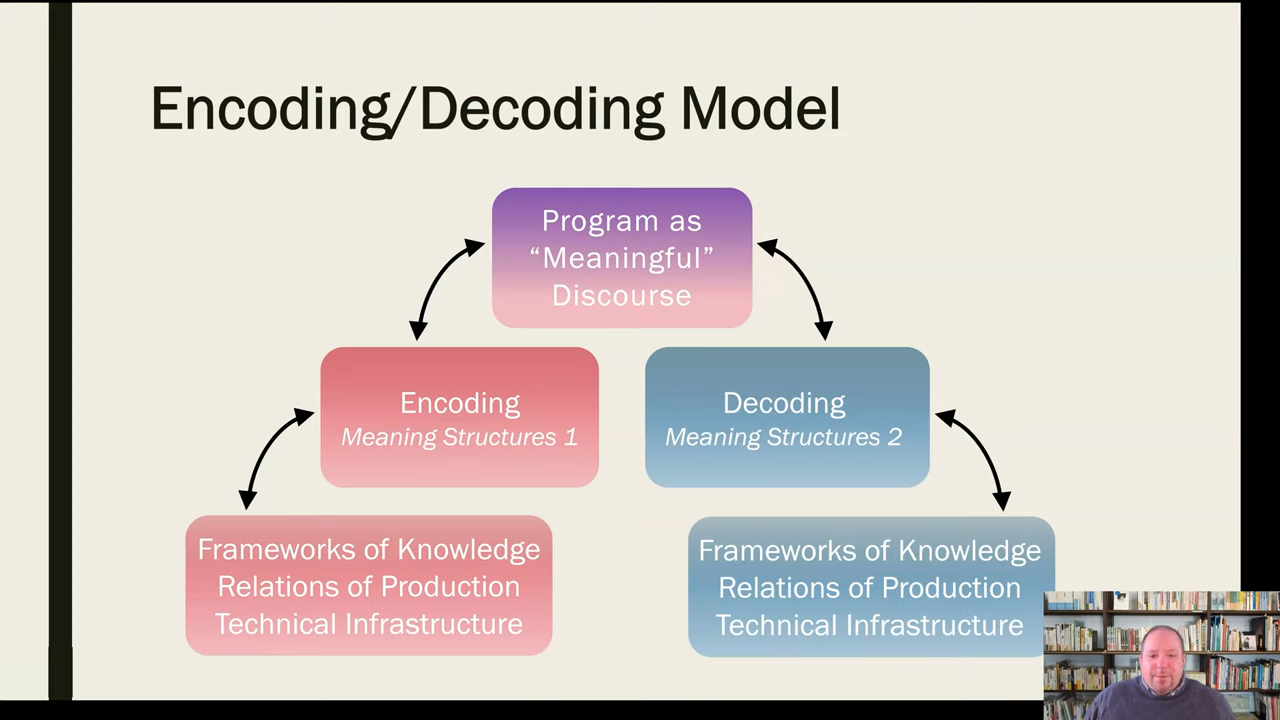 Encoding/Decoding Model
Program as
“Meaningful”
Discourse
Encoding
Meaning Structures 1
Decoding
Meaning Structures 2
Frameworks of Knowledge
Relations of Production
Technical Infrastructure
Frameworks of Knowledge
Relations of Production
Technical Infrastructure